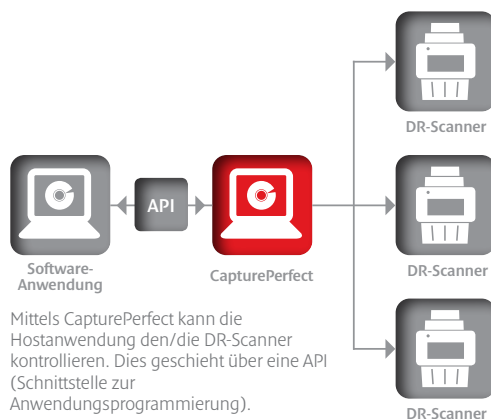 DR-Scanner
API
Software-
Anwendung
CapturePerfect
DR-Scanner
Mittels CapturePerfect kann die
Hostanwendung den/die DR-Scanner
kontrollieren. Dies geschieht über eine API
(Schnittstelle zur
Anwendungsprogrammierung).
DR-Scanner